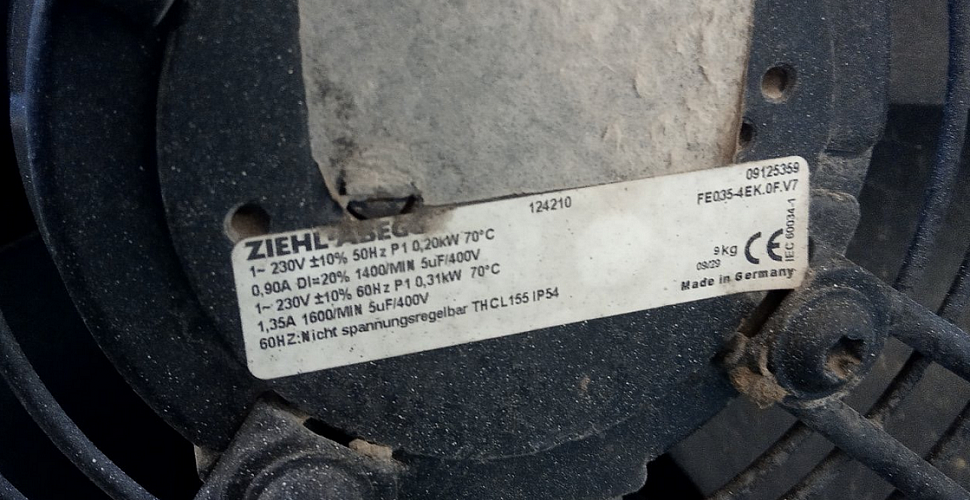 ZIEHL-ABEGG 124210 09125359
FE035-4EK.0F.V7
1~ 230V ±10% 50Hz P1 0,20kW 70°C
0,90A DI=20% 1400/MIN 5uF/400V
1~ 230V ±10% 60Hz P1 0,31kW 70°C
1,35A 1600/MIN 5uF/400V
60HZ:Nicht spannungsregelbar THCL155 IP54
9kg CE IEC 60034-1
09/29
Made in Germany